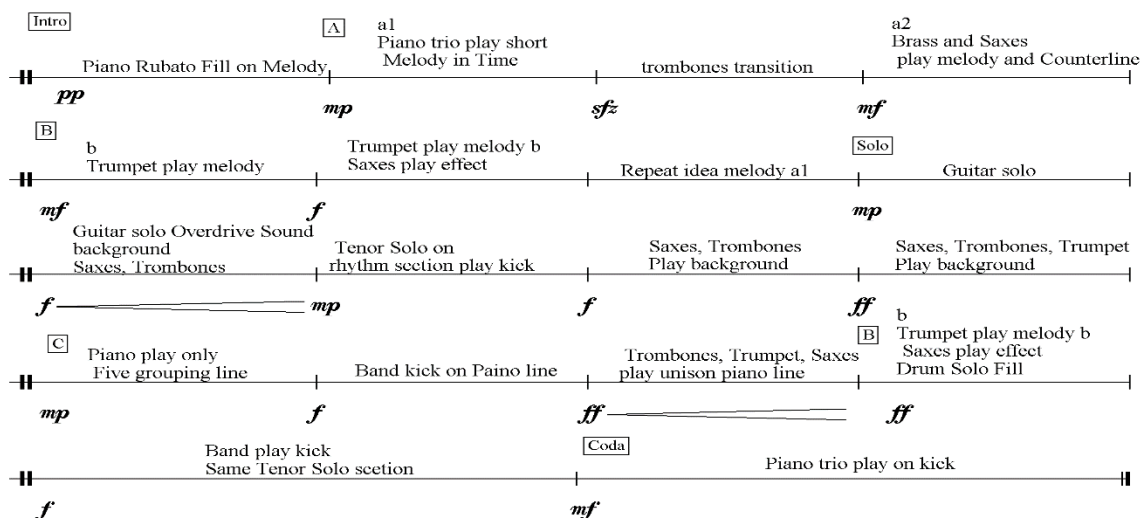 Intro
Piano Rubato Fill on Melody
pp
A
a1
Piano trio play short
Melody in Time
mp
trombones transition
sfz
a2
Brass and Saxes
play melody and Counterline
mf
B
b
Trumpet play melody
mf
Trumpet play melody b
Saxes play effect
f
Repeat idea melody a1
Solo
Guitar solo
mp
Guitar solo Overdrive Sound
background
Saxes, Trombones
f
Tenor Solo on
rhythm section play kick
mp
Saxes, Trombones
Play background
f
Saxes, Trombones, Trumpet
Play background
ff
C
Piano play only
Five grouping line
mp
Band kick on Paino line
f
Trombones, Trumpet, Saxes
play unison piano line
ff
B
b
Trumpet play melody b
Saxes play effect
Drum Solo Fill
ff
Band play kick
Same Tenor Solo scetion
f
Coda
Piano trio play on kick
mf